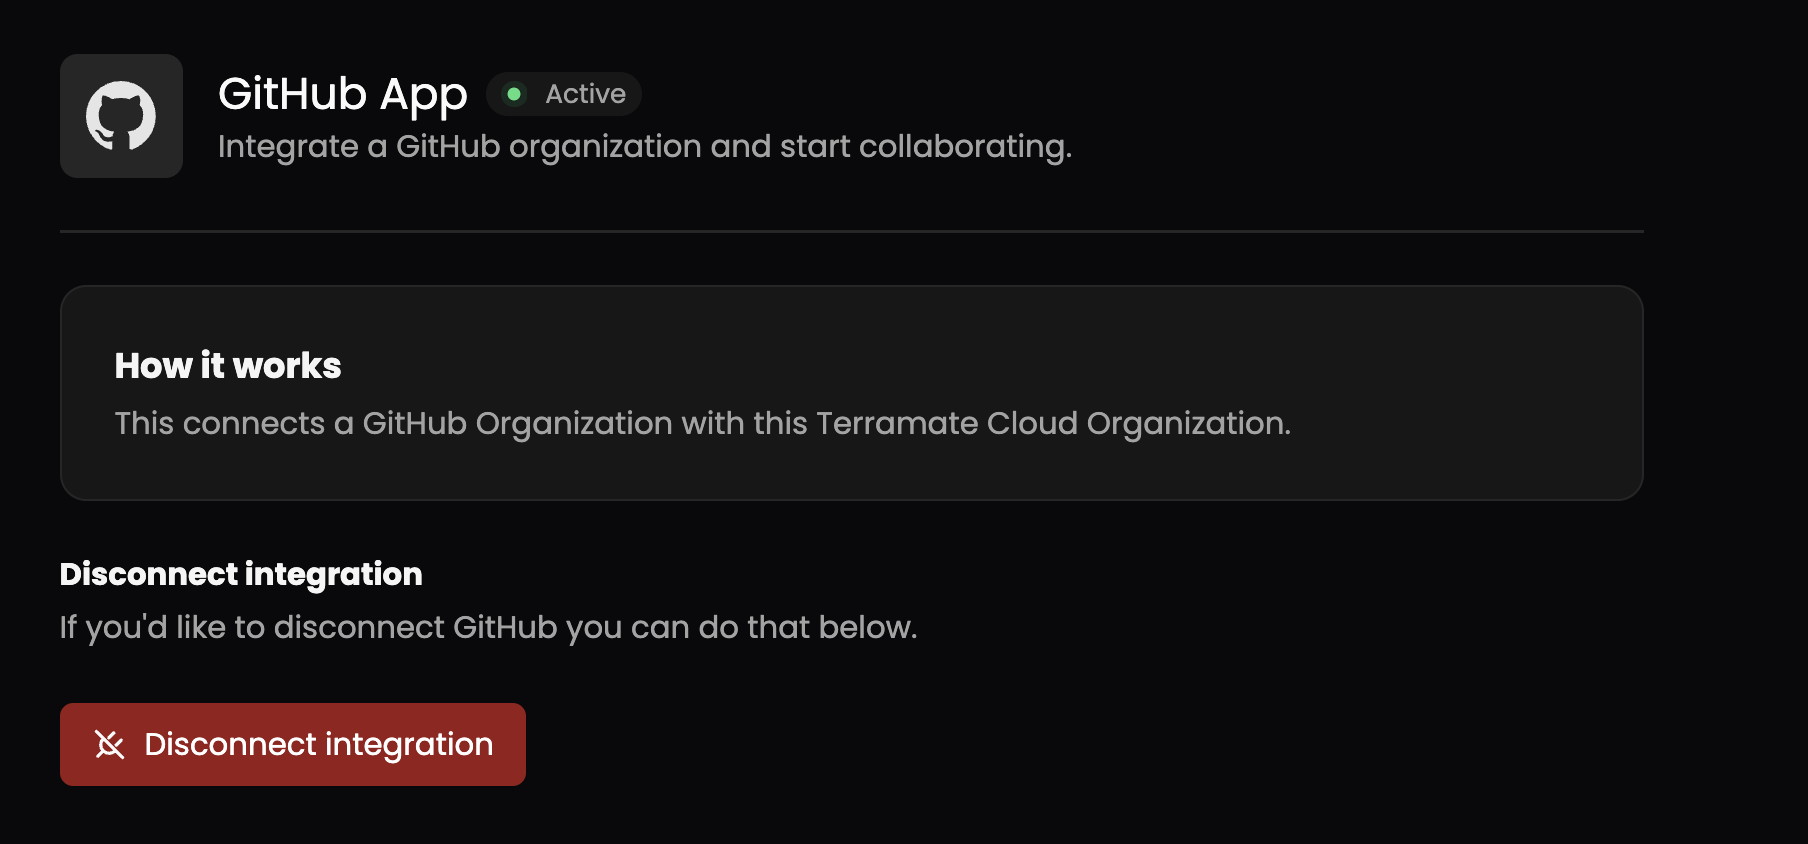 GitHub App
Active
Integrate a GitHub organization and start collaborating.
How it works
This connects a GitHub Organization with this Terramate Cloud Organization.
Disconnect integration
If you'd like to disconnect GitHub you can do that below.
Disconnect integration